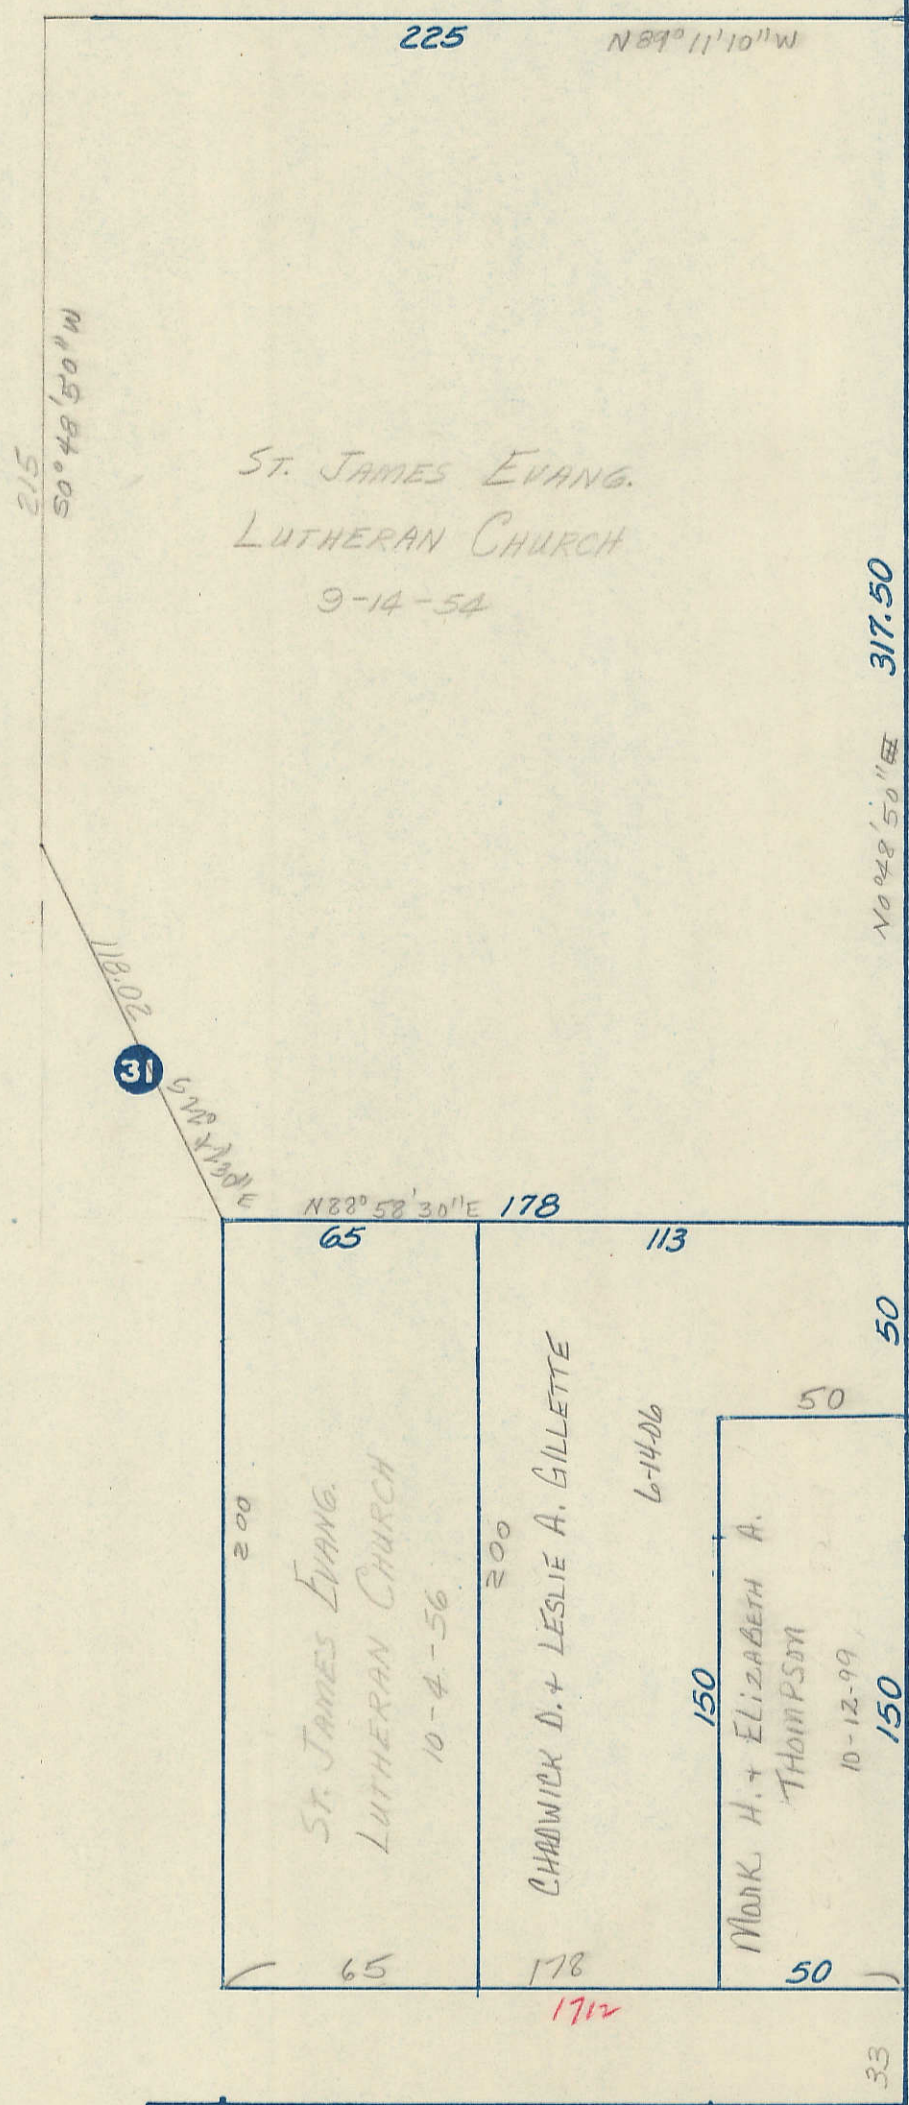 225
N89°11'10"W
215
S0°48'50"W
ST. JAMES EVANG.
LUTHERAN CHURCH
9-14-54
317.50
N0°48'50"
118.02
31
N88°58'30"E
178
65
113
50
50
200
ST. JAMES EVANG.
LUTHERAN CHURCH
10-4-56
200
CHADWICK D. + LESLIE A. GILLETTE
6-14-06
150
MARK H. + ELIZABETH A.
THOMPSON
10-12-99
150
65
178
50
1712
33